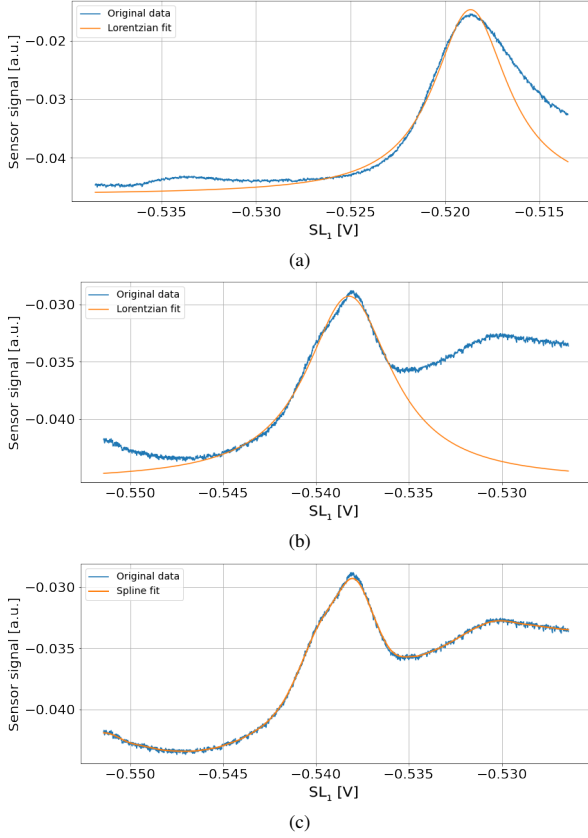 Original data
Lorentzian fit
Sensor signal [a.u.]
−0.02
−0.03
−0.04
−0.535 −0.530 −0.525 −0.520 −0.515
SL₁ [V]
(a)
Original data
Lorentzian fit
Sensor signal [a.u.]
−0.030
−0.035
−0.040
−0.550 −0.545 −0.540 −0.535 −0.530
SL₁ [V]
(b)
Original data
Spline fit
Sensor signal [a.u.]
−0.030
−0.035
−0.040
−0.550 −0.545 −0.540 −0.535 −0.530
SL₁ [V]
(c)